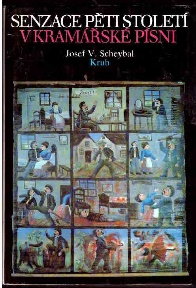 SENZACE PĚTI STOLETÍ
V KRAMÁŘSKÉ PÍSNI
Josef V. Scheybal
Kruh